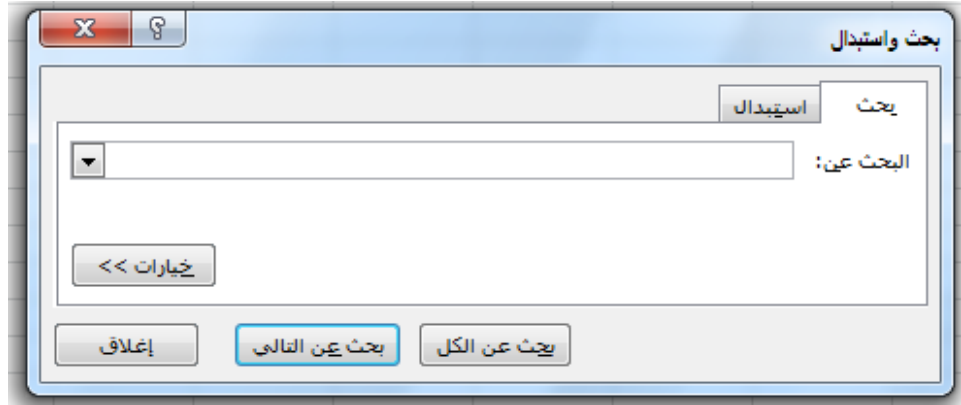 بحث واستبدال
بحث استبدال
البحث عن:
خيارات >>
بحث عن الكل بحث عن التالي إغلاق